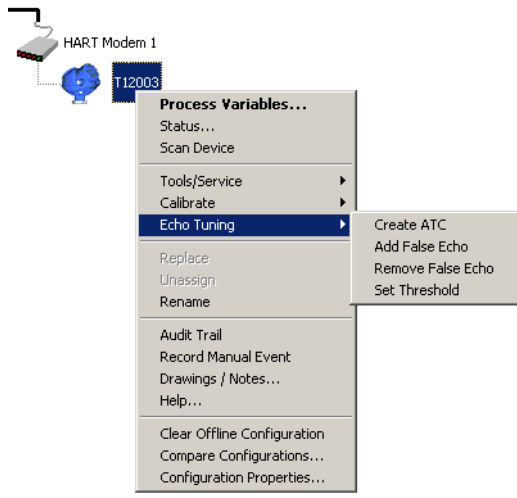 HART Modem 1
T12003
Process Variables...
Status...
Scan Device
Tools/Service
Calibrate
Echo Tuning
Create ATC
Add False Echo
Remove False Echo
Set Threshold
Replace
Unassign
Rename
Audit Trail
Record Manual Event
Drawings / Notes...
Help...
Clear Offline Configuration
Compare Configurations...
Configuration Properties...